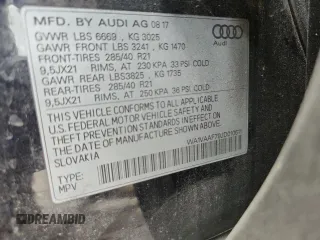 MFD. BY AUDI AG 08 17
GVWR LBS 6669 , KG 3025
GAWR FRONT LBS 3241 , KG 1470
FRONT-TIRES 285/40 R21
9,5JX21 RIMS, AT 230 KPA 33 PSI COLD
GAWR REAR LBS3825 , KG 1735
REAR-TIRES 285/40 R21
9,5JX21 RIMS, AT 250 KPA 36 PSI COLD
Audi
THIS VEHICLE CONFORMS TO ALL APPLICABLE
U.S. FEDERAL MOTOR VEHICLE SAFETY
STANDARDS IN EFFECT ON THE
DATE OF MANUFACTURE SHOWN ABOVE.
SLOVAKIA
TYPE:
MPV
DREAMBID